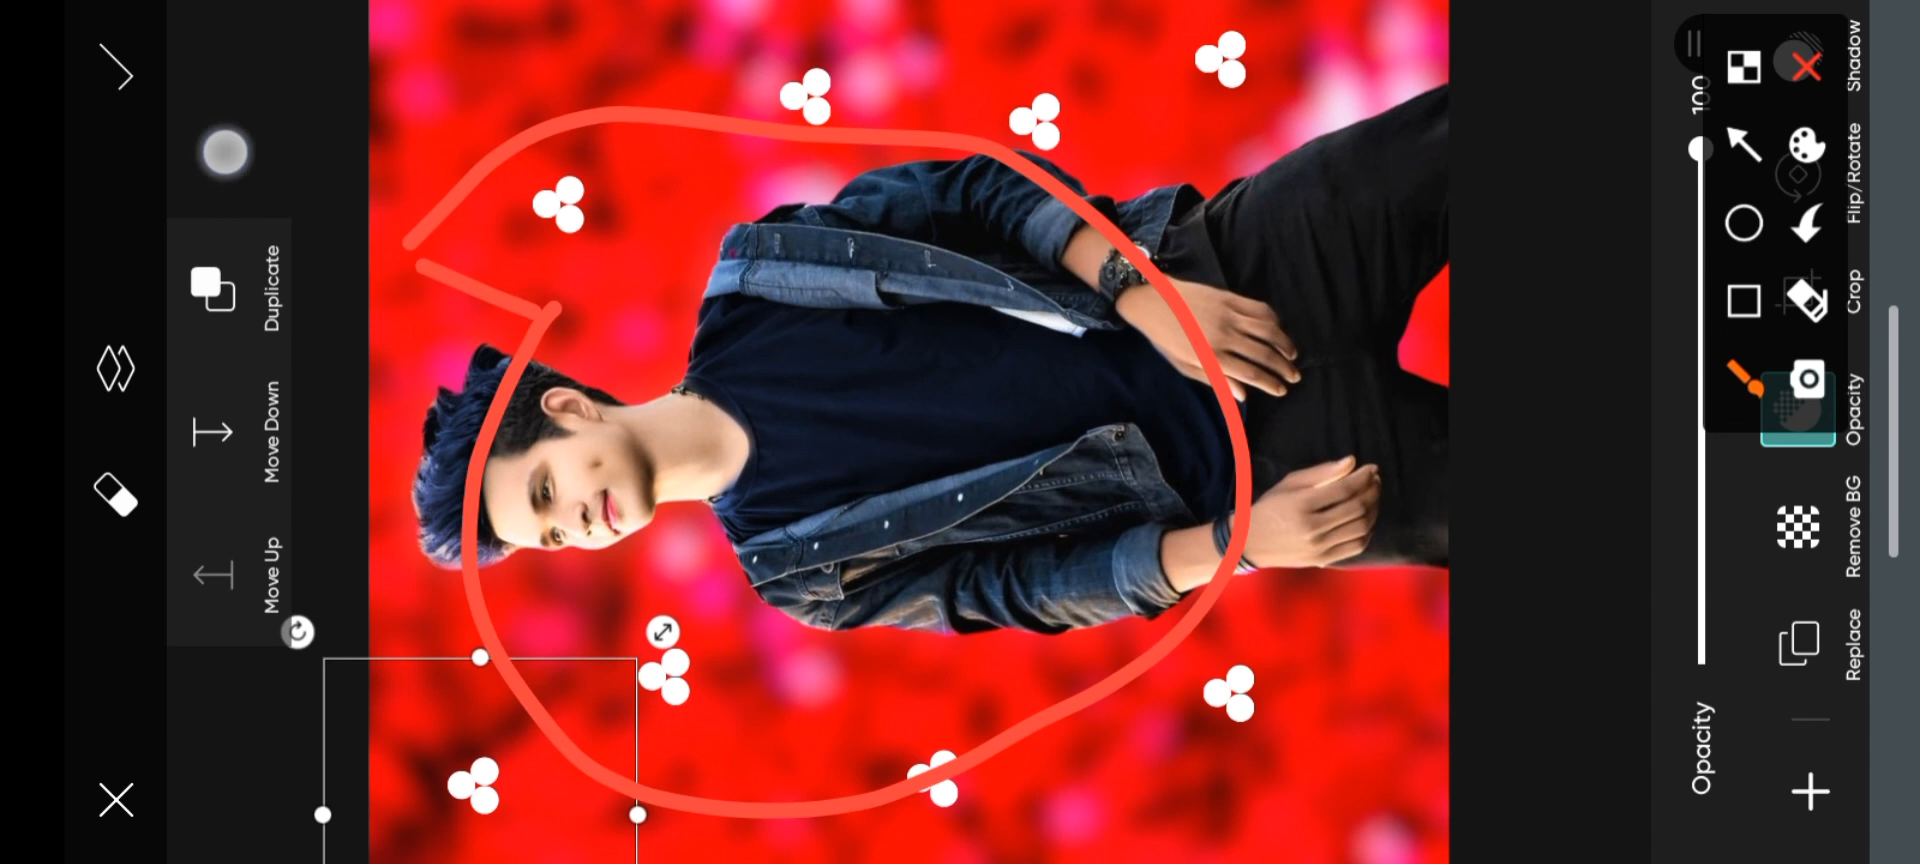 Duplicate
Move Down
Move Up
Opacity
100
Shadow
Flip/Rotate
Crop
Opacity
Remove BG
Replace